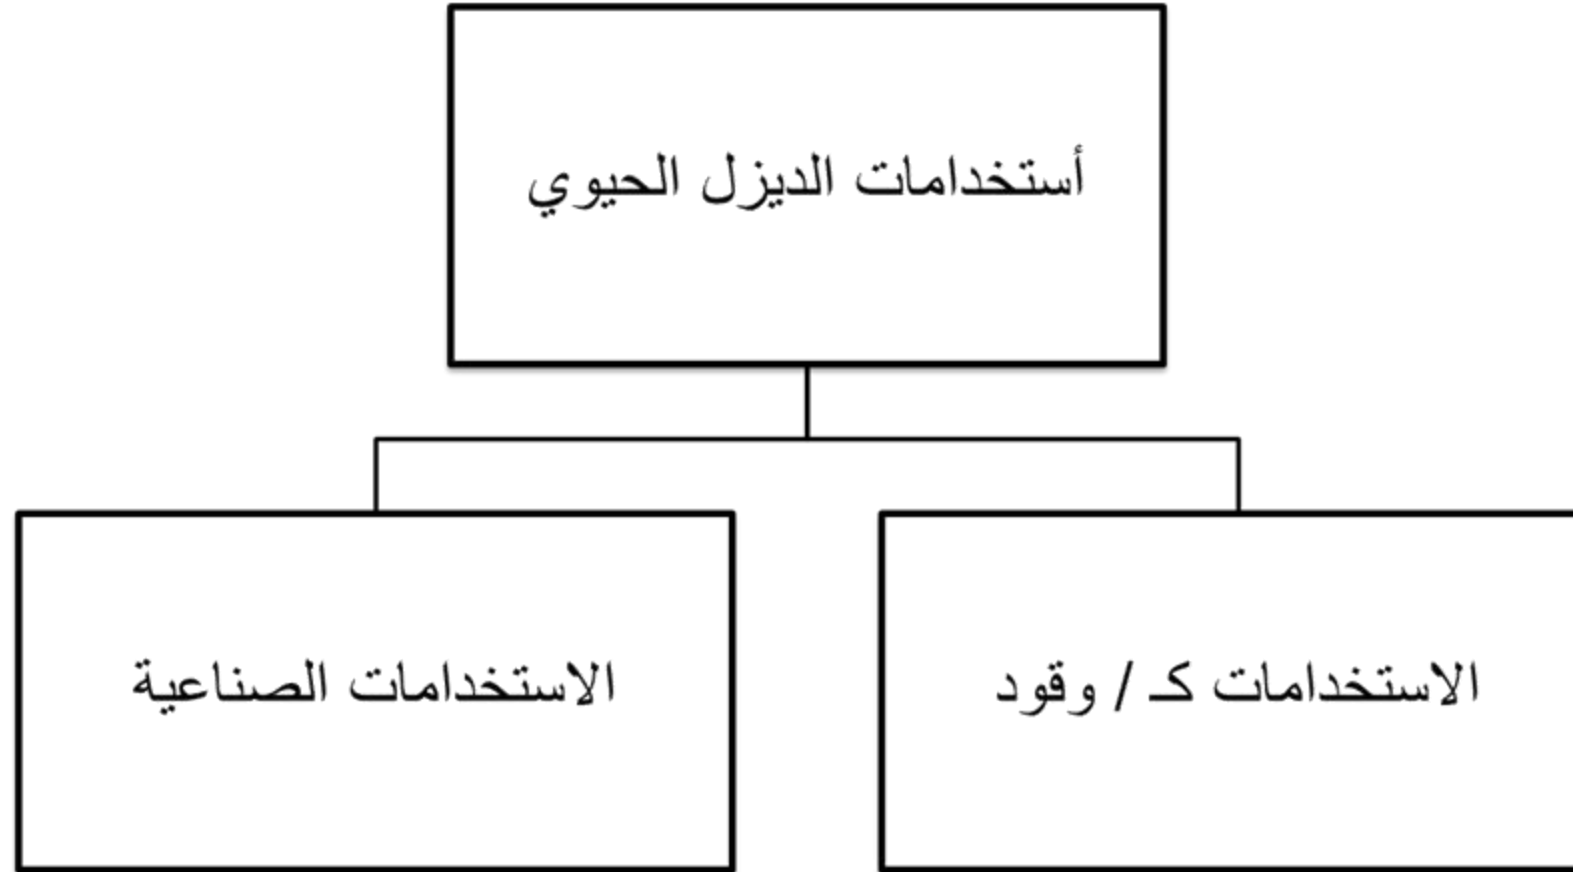 أستخدامات الديزل الحيوي
الاستخدامات كـ / وقود
الاستخدامات الصناعية